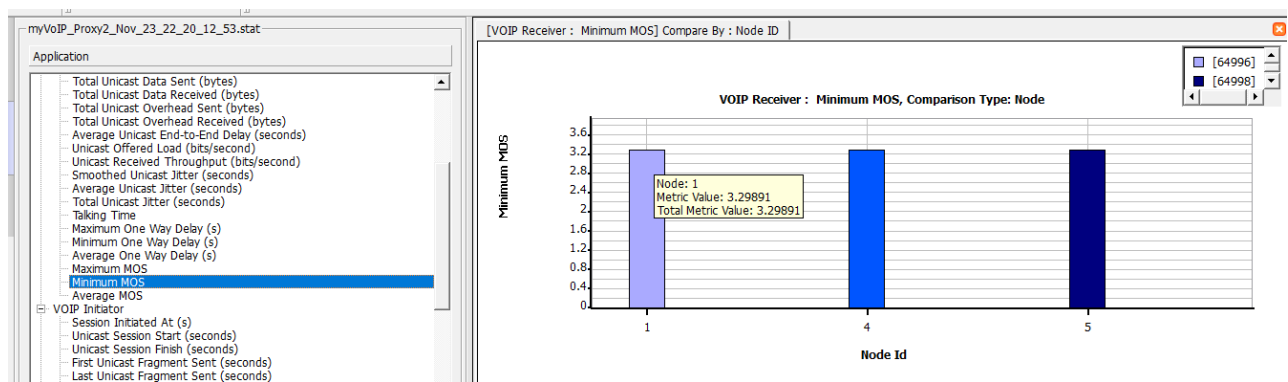 myVoIP_Proxy2_Nov_23_22_20_12_53.stat
Application
Total Unicast Data Sent (bytes)
Total Unicast Data Received (bytes)
Total Unicast Overhead Sent (bytes)
Total Unicast Overhead Received (bytes)
Average Unicast End-to-End Delay (seconds)
Unicast Offered Load (bits/second)
Unicast Received Throughput (bits/second)
Smoothed Unicast Jitter (seconds)
Average Unicast Jitter (seconds)
Total Unicast Jitter (seconds)
Talking Time
Maximum One Way Delay (s)
Minimum One Way Delay (s)
Average One Way Delay (s)
Maximum MOS
Minimum MOS
Average MOS
VOIP Initiator
Session Initiated At (s)
Unicast Session Start (seconds)
Unicast Session Finish (seconds)
First Unicast Fragment Sent (seconds)
Last Unicast Fragment Sent (seconds)
[VOIP Receiver : Minimum MOS] Compare By : Node ID
[64996]
[64998]
VOIP Receiver : Minimum MOS, Comparison Type: Node
Minimum MOS
3.6
3.2
2.8
2.4
2
1.6
1.2
0.8
0.4
0
Node: 1
Metric Value: 3.29891
Total Metric Value: 3.29891
1 4 5
Node Id